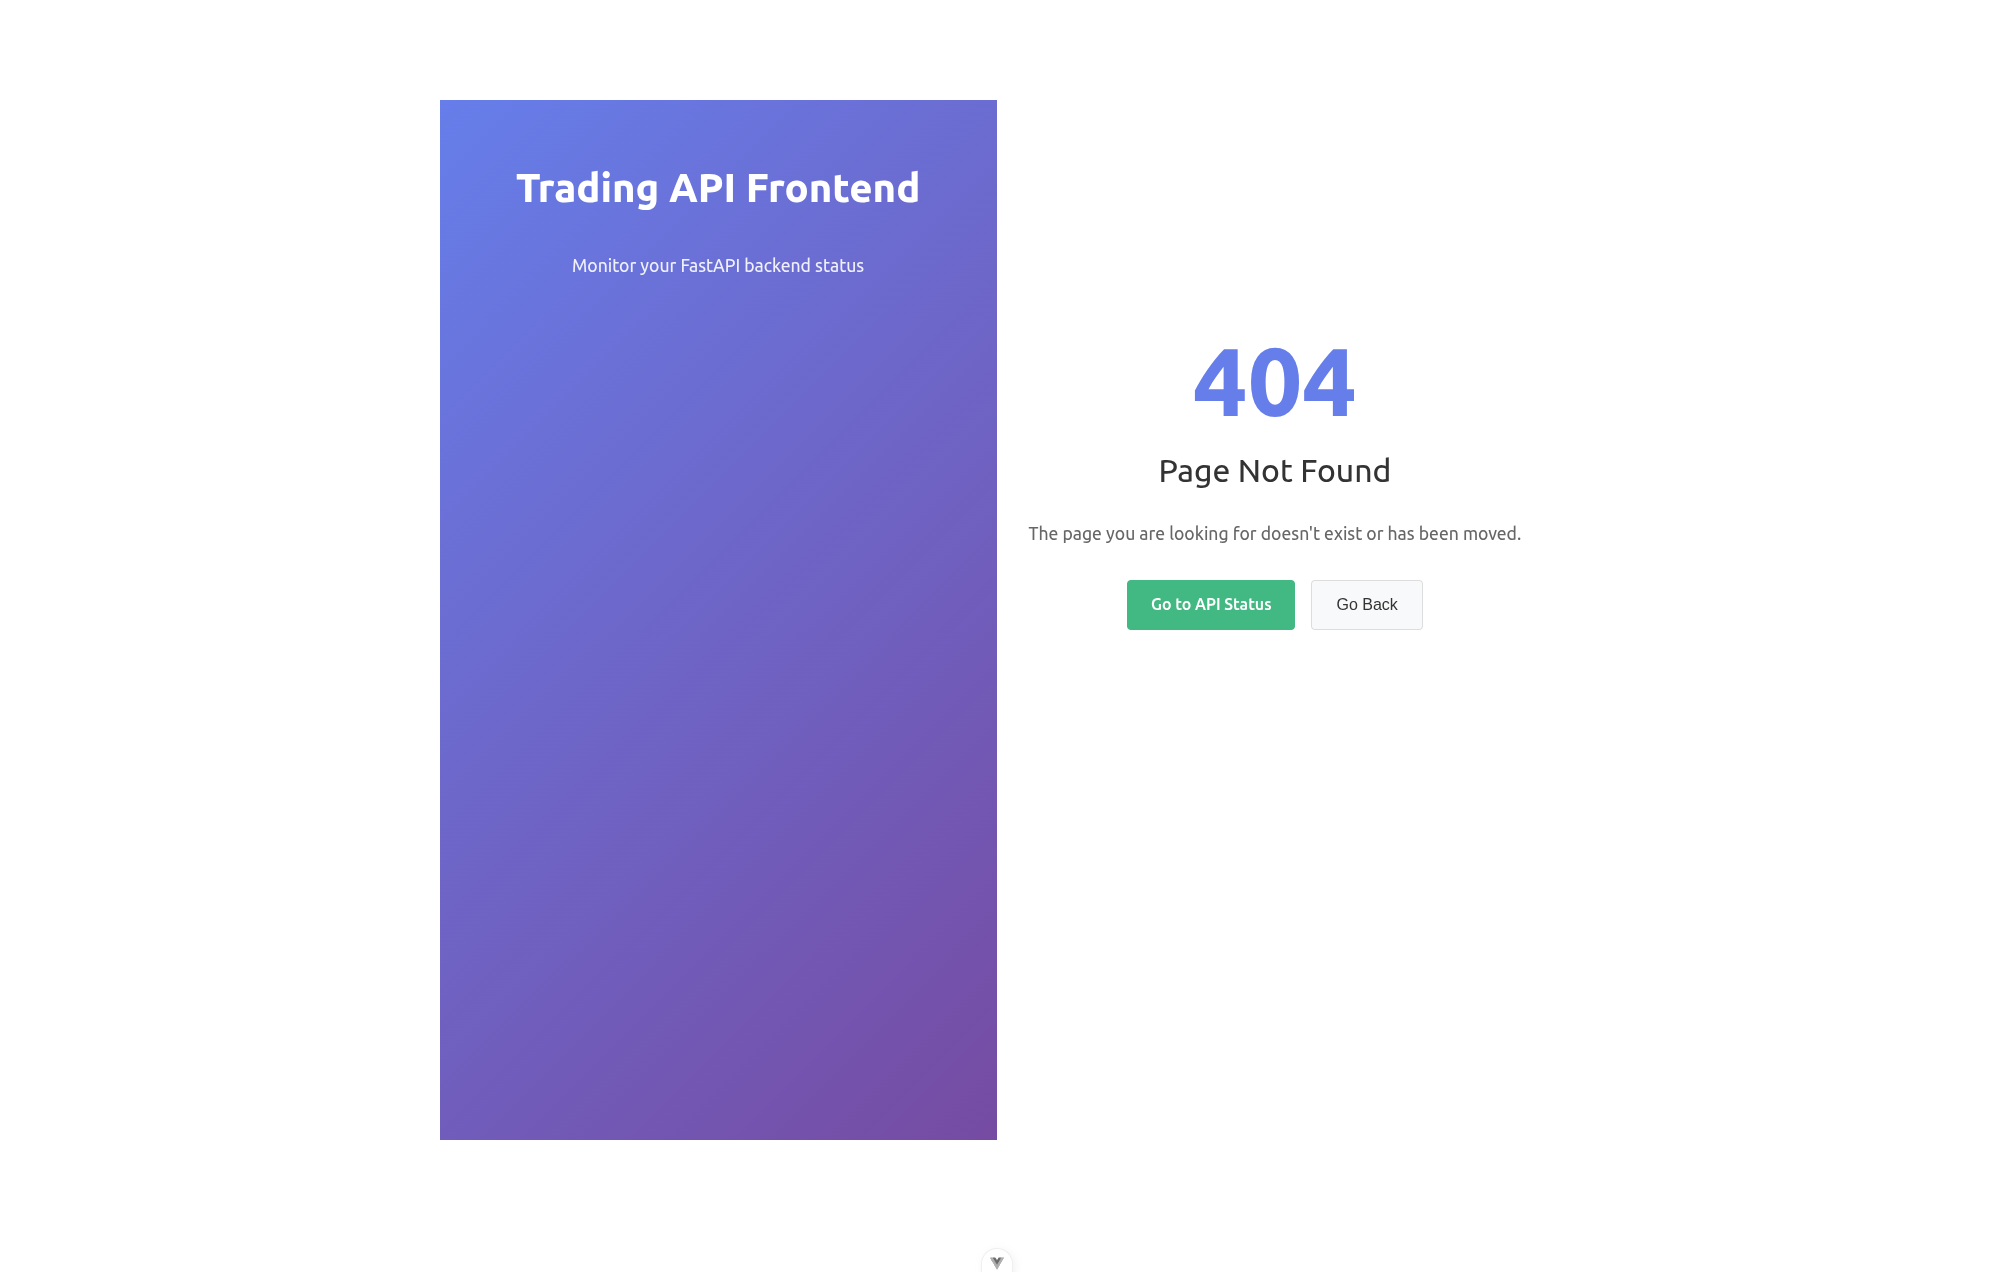 Trading API Frontend
Monitor your FastAPI backend status
404
Page Not Found
The page you are looking for doesn't exist or has been moved.
Go to API Status
Go Back